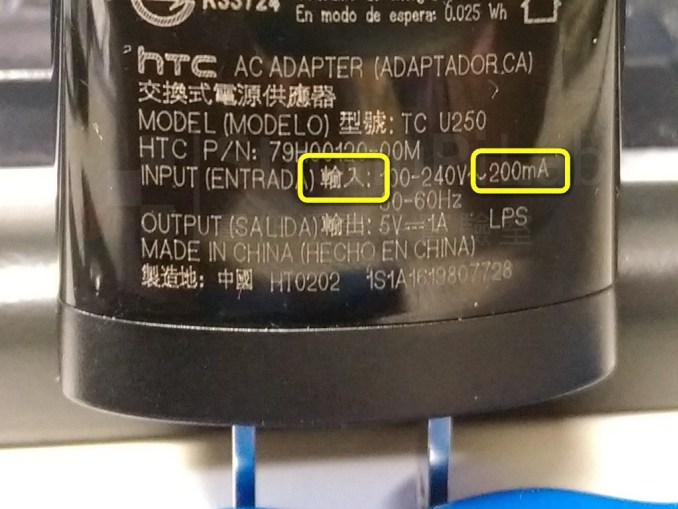 R33724
En modo de espera: 0.025 Wh
htc AC ADAPTER (ADAPTADOR.CA)
交換式電源供應器
MODEL (MODELO) 型號: TC U250
HTC P/N: 79H00120-00M
INPUT (ENTRADA) 輸入: 100-240V~200mA
50-60Hz
OUTPUT (SALIDA) 輸出: 5V⎓1A LPS
MADE IN CHINA (HECHO EN CHINA)
製造地: 中國 HT0202 1S1A1619807728